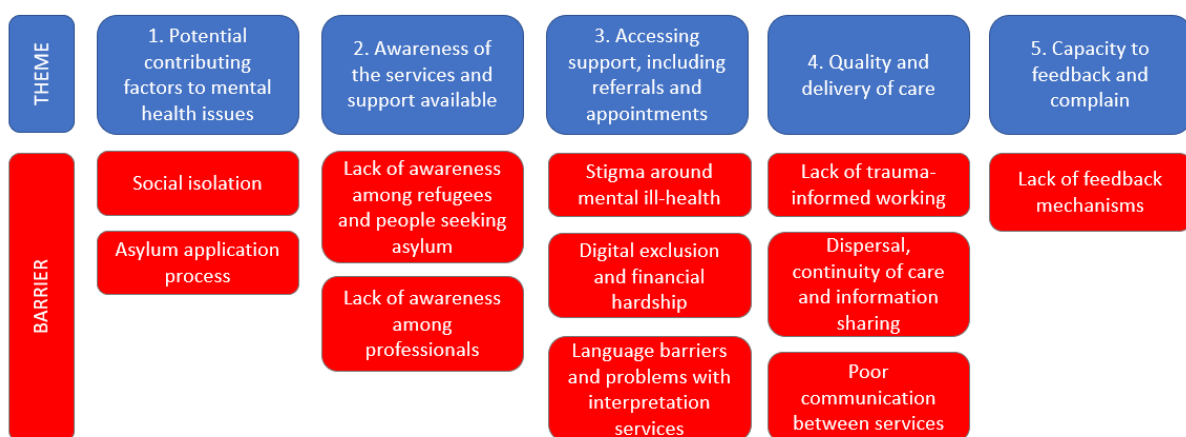 THEME
1. Potential
contributing
factors to mental
health issues
2. Awareness of
the services and
support available
3. Accessing
support, including
referrals and
appointments
4. Quality and
delivery of care
5. Capacity to
feedback and
complain
BARRIER
Social isolation
Asylum application
process
Lack of awareness
among refugees
and people seeking
asylum
Lack of awareness
among
professionals
Stigma around
mental ill-health
Digital exclusion
and financial
hardship
Language barriers
and problems with
interpretation
services
Lack of trauma-
informed working
Dispersal,
continuity of care
and information
sharing
Poor
communication
between services
Lack of feedback
mechanisms